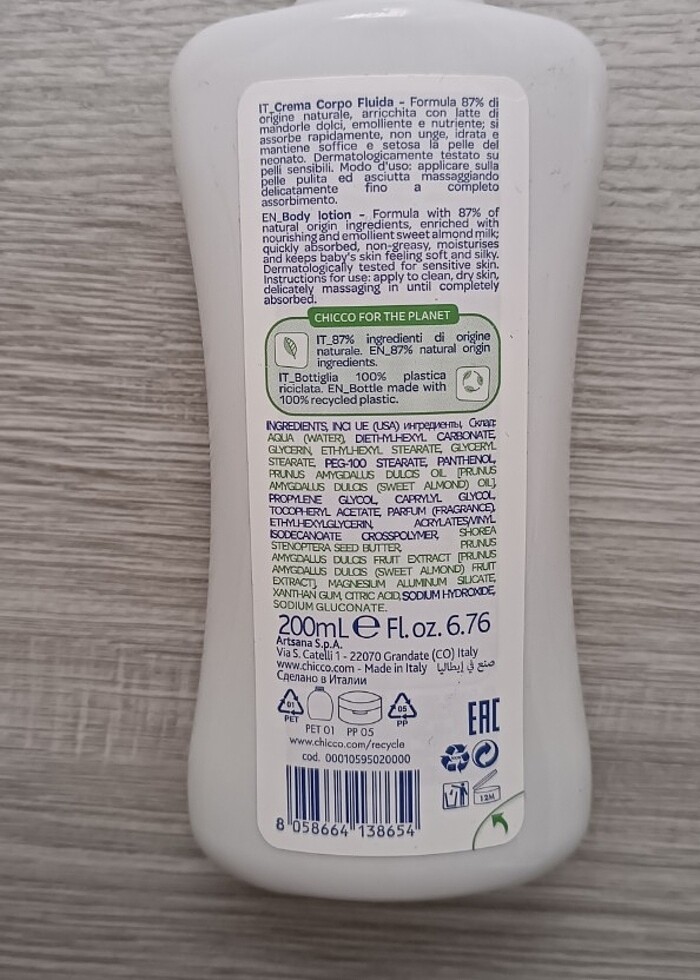 IT_Crema Corpo Fluida – Formula 87% di
origine naturale, arricchita con latte di
mandorle dolci, emolliente e nutriente; si
assorbe rapidamente, non unge, idrata e
mantiene soffice e setosa la pelle del
neonato. Dermatologicamente testato su
pelli sensibili. Modo d'uso: applicare sulla
pelle pulita ed asciutta massaggiando
delicatamente fino a completo
assorbimento.
EN_Body lotion – Formula with 87% of
natural origin ingredients, enriched with
nourishing and emollient sweet almond milk;
quickly absorbed, non-greasy, moisturises
and keeps baby's skin feeling soft and silky.
Dermatologically tested for sensitive skin.
Instructions for use: apply to clean, dry skin,
delicately massaging in until completely
absorbed.
CHICCO FOR THE PLANET
IT_87% ingredienti di origine
naturale. EN_87% natural origin
ingredients.
IT_Bottiglia 100% plastica
riciclata. EN_Bottle made with
100% recycled plastic.
INGREDIENTS, INCI UE (USA) ингредиенты, Склад:
AQUA (WATER), DIETHYLHEXYL CARBONATE,
GLYCERIN, ETHYLHEXYL STEARATE, GLYCERYL
STEARATE, PEG-100 STEARATE, PANTHENOL,
PRUNUS AMYGDALUS DULCIS OIL [PRUNUS
AMYGDALUS DULCIS (SWEET ALMOND) OIL],
PROPYLENE GLYCOL, CAPRYLYL GLYCOL,
TOCOPHERYL ACETATE, PARFUM (FRAGRANCE),
ETHYLHEXYLGLYCERIN, ACRYLATES/VINYL
ISODECANOATE CROSSPOLYMER, SHOREA
STENOPTERA SEED BUTTER, PRUNUS
AMYGDALUS DULCIS FRUIT EXTRACT [PRUNUS
AMYGDALUS DULCIS (SWEET ALMOND) FRUIT
EXTRACT], MAGNESIUM ALUMINUM SILICATE,
XANTHAN GUM, CITRIC ACID, SODIUM HYDROXIDE,
SODIUM GLUCONATE.
200mL e Fl. oz. 6.76
Artsana S.p.A.
Via S. Catelli 1 - 22070 Grandate (CO) Italy
www.chicco.com - Made in Italy صنع في إيطاليا
Сделано в Италии
01 PET
05 PP
PET 01 PP 05
EAC
www.chicco.com/recycle
cod. 00010595020000
12M
8 058664 138654